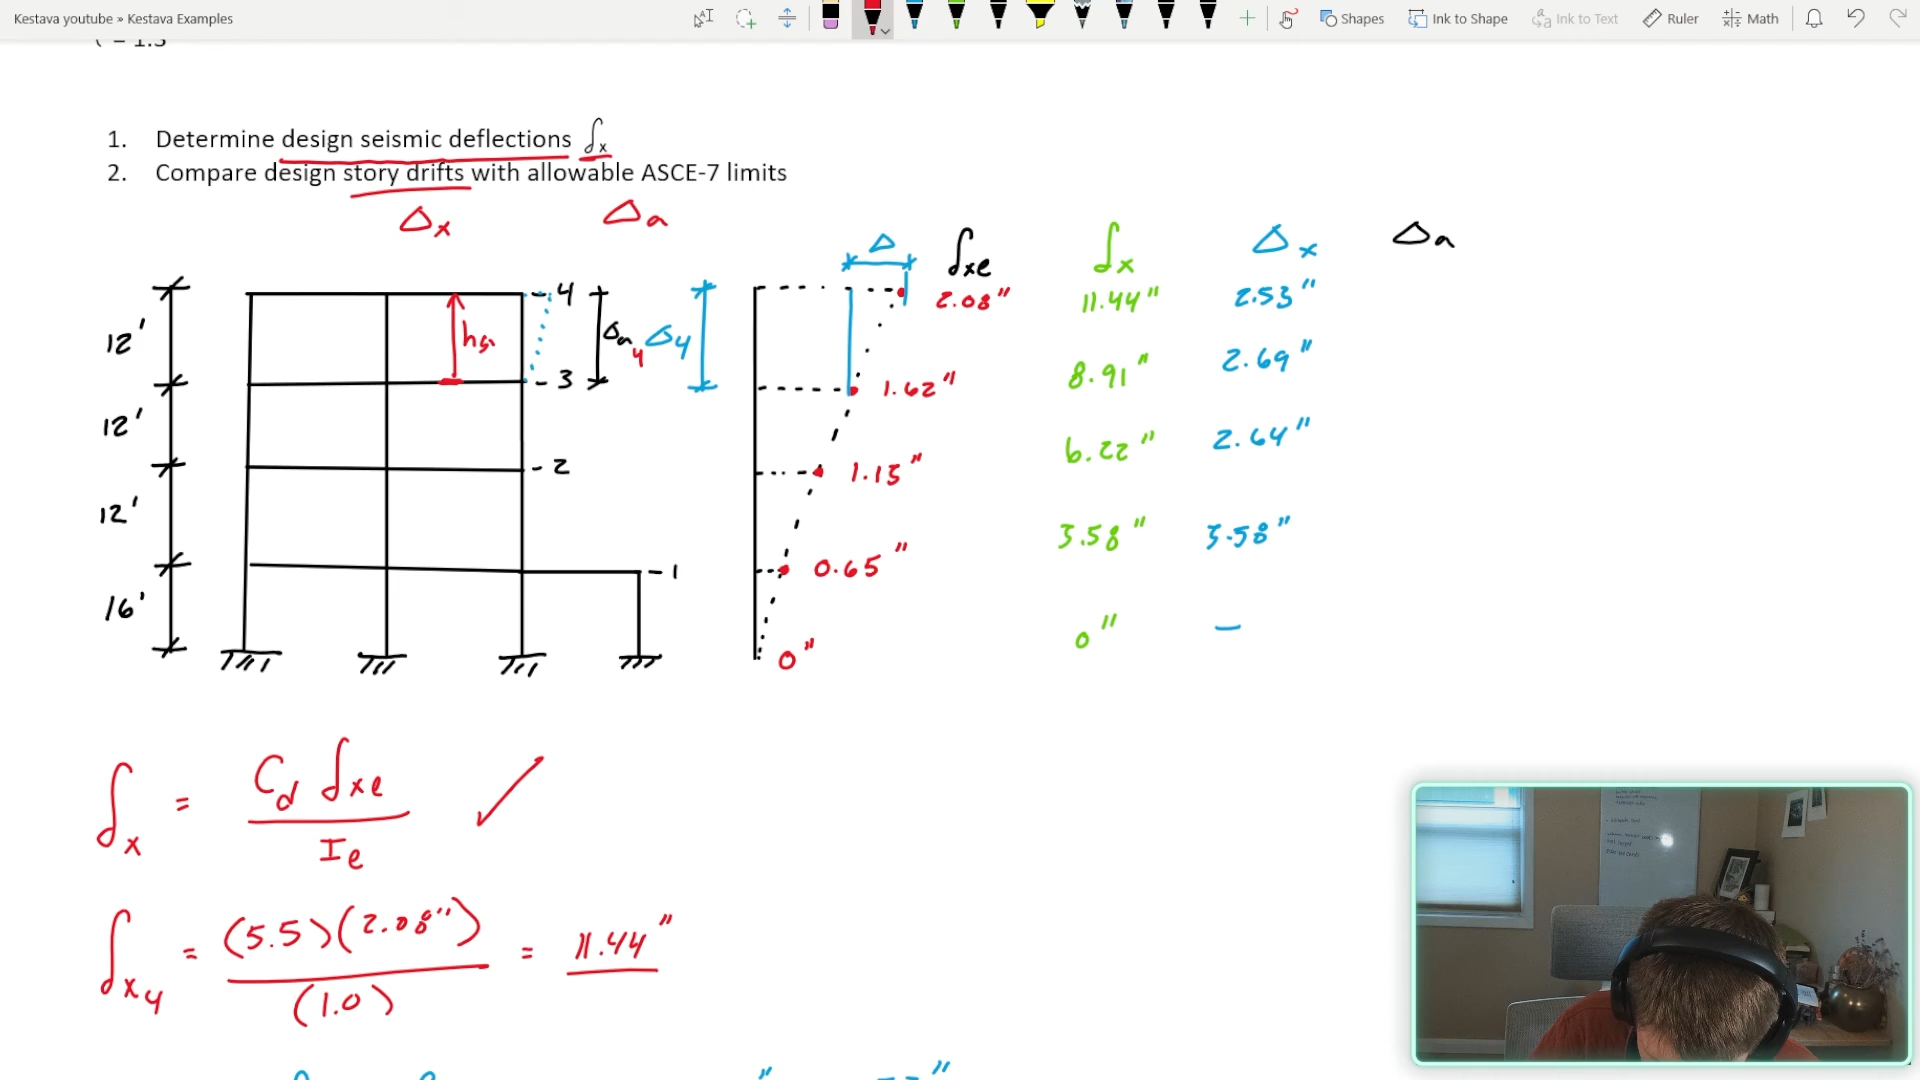 Kestava youtube » Kestava Examples
Shapes
Ink to Shape
Ink to Text
Ruler
Math
= 1.3
1. Determine design seismic deflections δx
2. Compare design story drifts with allowable ASCE-7 limits
Δx Δa
Δ δxe δx Δx Δa
12' hsx - 4 Δa4 Δ4 2.08" 11.44" 2.53"
- 3 1.62" 8.91" 2.69"
12'
- 2 1.15" 6.22" 2.64"
12'
- 1 0.65" 3.58" 3.58"
16'
0" 0" –
δx = Cd δxe / Ie ✓
δx4 = (5.5)(2.08") / (1.0) = 11.44"